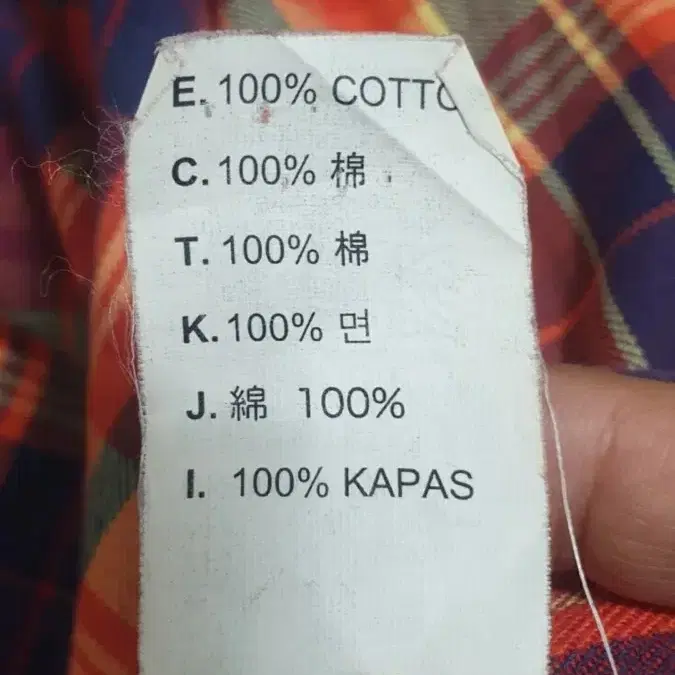 E. 100% COTTO
C. 100% 棉
T. 100% 棉
K. 100% 면
J. 綿 100%
I. 100% KAPAS